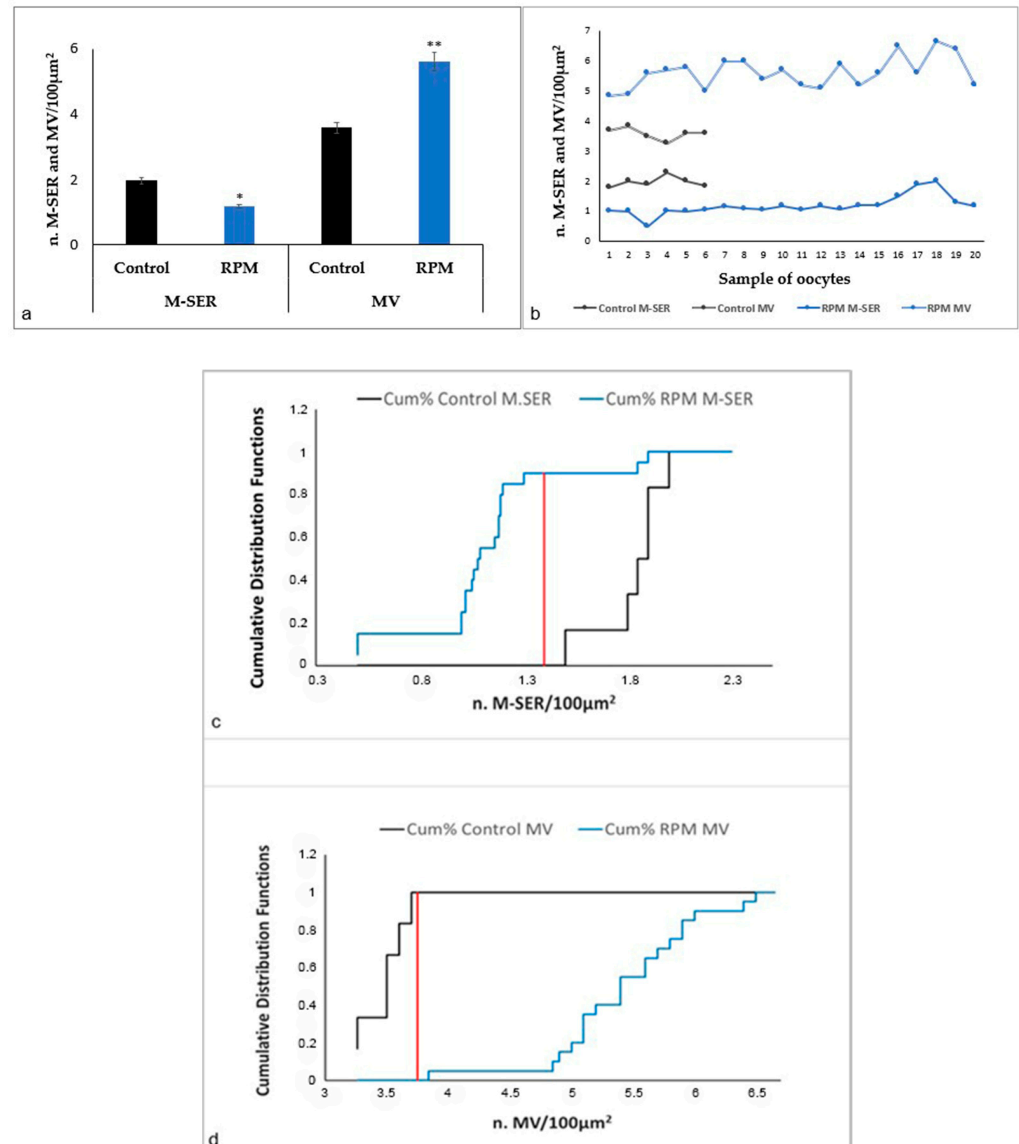 n. M-SER and MV/100μm²
6
4
2
0
*
**
Control RPM Control RPM
M-SER MV
a
n. M-SER and MV/100μm²
7
6
5
4
3
2
1
0
1 2 3 4 5 6 7 8 9 10 11 12 13 14 15 16 17 18 19 20
Sample of oocytes
Control M-SER Control MV RPM M-SER RPM MV
b
Cum% Control M.SER Cum% RPM M-SER
Cumulative Distribution Functions
1.2
1
0.8
0.6
0.4
0.2
0
0.3 0.8 1.3 1.8 2.3
n. M-SER/100μm²
c
Cum% Control MV Cum% RPM MV
Cumulative Distribution Functions
1.2
1
0.8
0.6
0.4
0.2
0
3 3.5 4 4.5 5 5.5 6 6.5
n. MV/100μm²
d